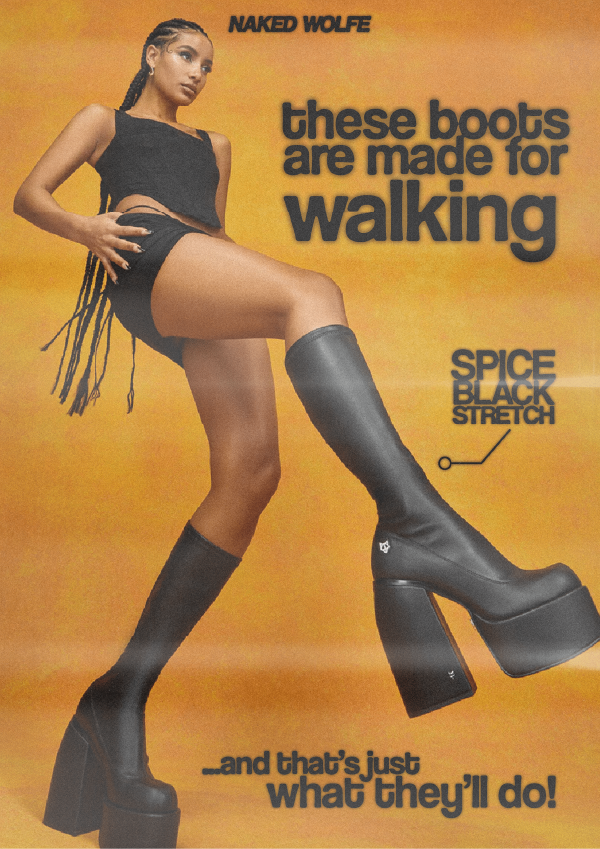 NAKED WOLFE
these boots
are made for
walking
SPICE
BLACK
STRETCH
...and that's just
what they'll do!